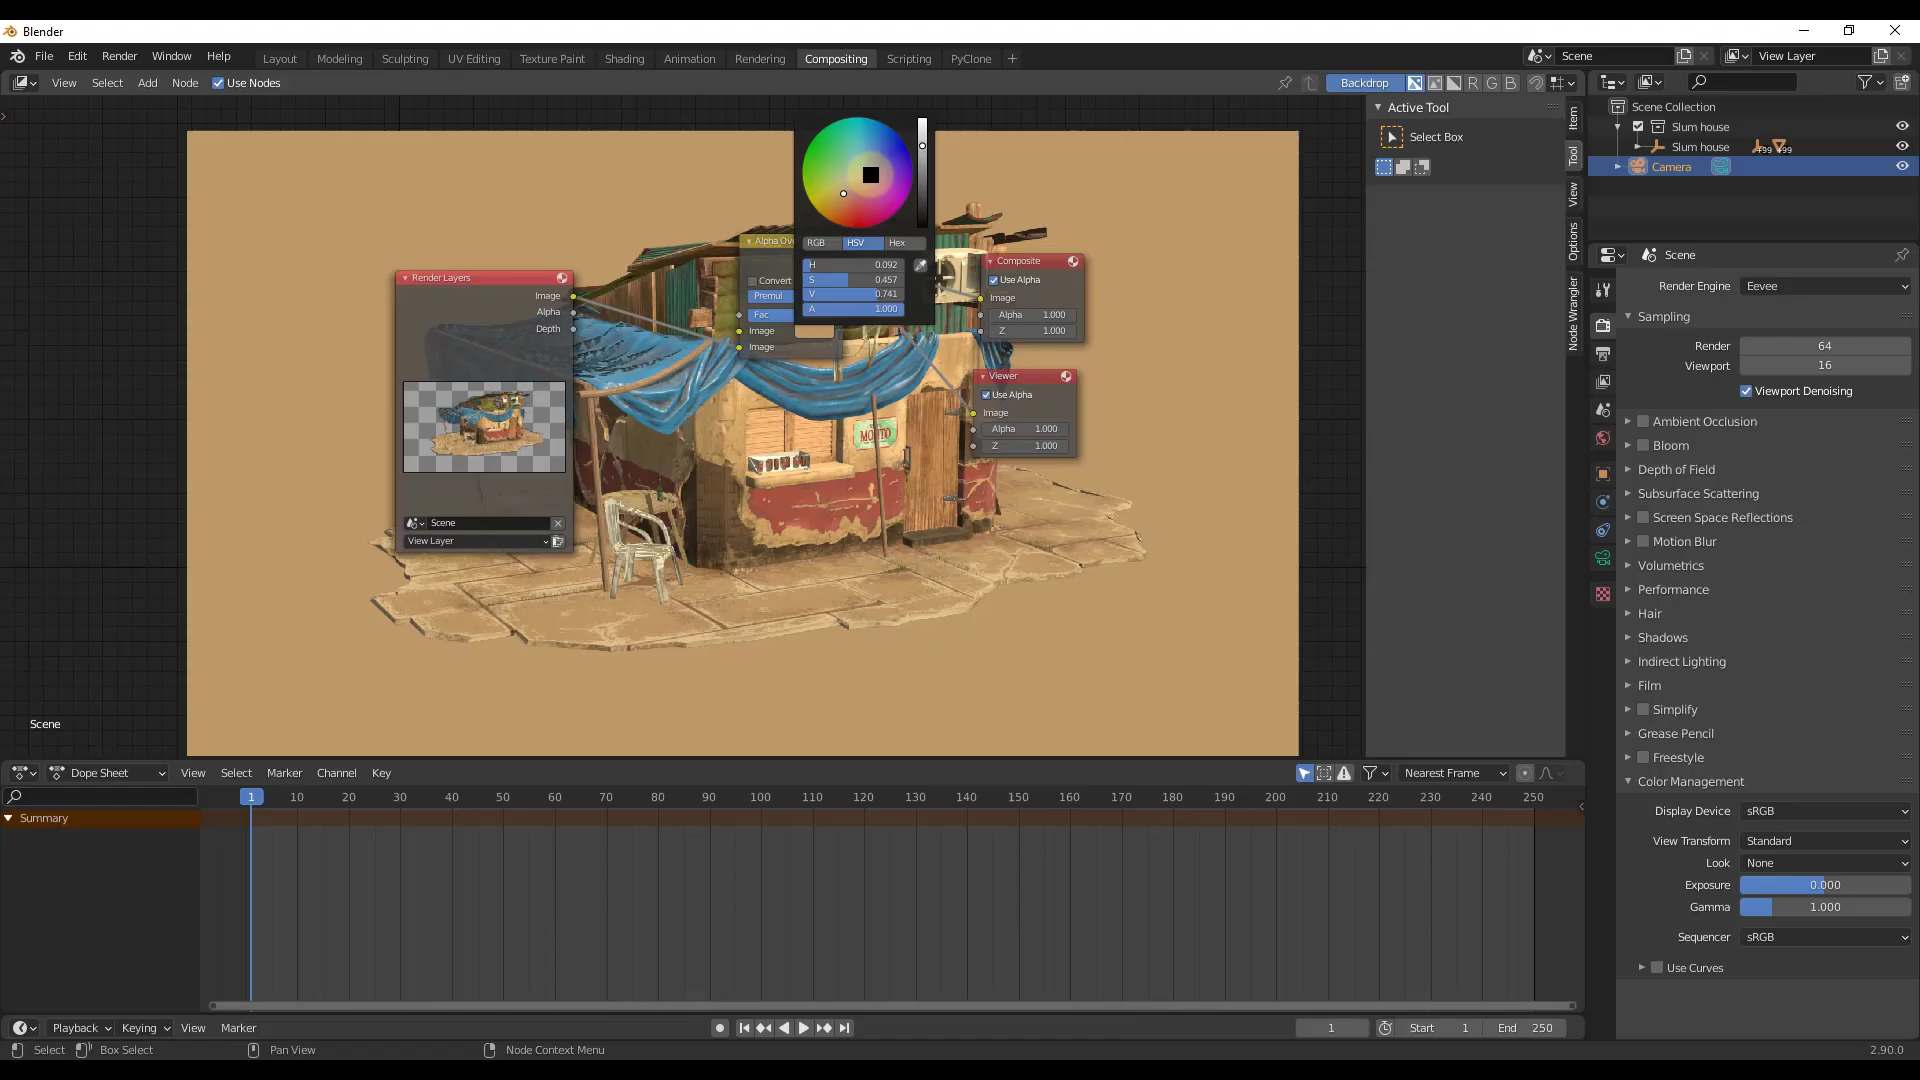 Blender
File Edit Render Window Help Layout Modeling Sculpting UV Editing Texture Paint Shading Animation Rendering Compositing Scripting PyClone + Scene View Layer
View Select Add Node Use Nodes Backdrop R G B
Active Tool
Select Box
Item
Tool
View
Options
Node Wrangler
Scene Collection
Slum house
Slum house
Camera
Scene
Render Engine Eevee
Sampling
Render 64
Viewport 16
Viewport Denoising
Ambient Occlusion
Bloom
Depth of Field
Subsurface Scattering
Screen Space Reflections
Motion Blur
Volumetrics
Performance
Hair
Shadows
Indirect Lighting
Film
Simplify
Grease Pencil
Freestyle
Color Management
Display Device sRGB
View Transform Standard
Look None
Exposure 0.000
Gamma 1.000
Sequencer sRGB
Use Curves
Render Layers
Image
Alpha
Depth
Scene
View Layer
Alpha Ov
Convert
Premul
Fac
Image
Image
RGB HSV Hex
H 0.092
S 0.457
V 0.741
A 1.000
Composite
Use Alpha
Image
Alpha 1.000
Z 1.000
Viewer
Use Alpha
Image
Alpha 1.000
Z 1.000
MOJITO
Scene
Dope Sheet View Select Marker Channel Key Nearest Frame
1 10 20 30 40 50 60 70 80 90 100 110 120 130 140 150 160 170 180 190 200 210 220 230 240 250
Summary
Playback Keying View Marker 1 Start 1 End 250
Select Box Select Pan View Node Context Menu 2.90.0